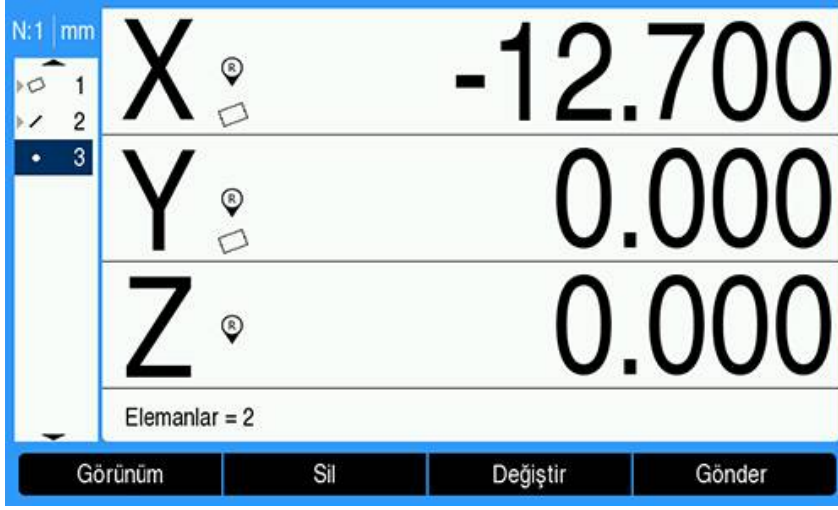 N:1 mm
1
2
3
X R -12.700
Y R 0.000
Z R 0.000
Elemanlar = 2
Görünüm Sil Değiştir Gönder